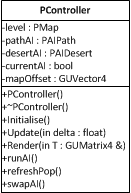 PController
-level : PMap
-pathAI : PAIPath
-desertAI : PAIDesert
-currentAI : bool
-mapOffset : GUVector4
+PController()
+~PController()
+Initialise()
+Update(in delta : float)
+Render(in T : GUMatrix4 &)
+runAI()
+refreshPop()
+swapAI()